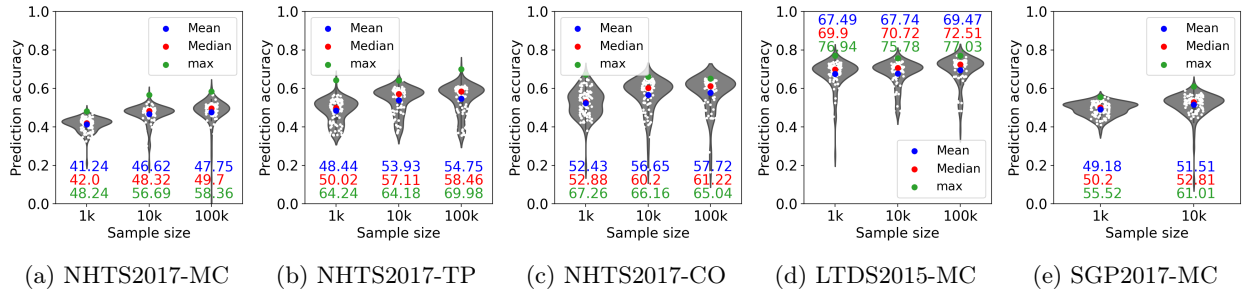 1.0
0.8
0.6
0.4
0.2
0.0
Prediction accuracy
Mean
Median
max
41.24 46.62 47.75
42.0 48.32 49.7
48.24 56.69 58.36
1k 10k 100k
Sample size
(a) NHTS2017-MC
1.0
0.8
0.6
0.4
0.2
0.0
Prediction accuracy
Mean
Median
max
48.44 53.93 54.75
50.02 57.11 58.46
64.24 64.18 69.98
1k 10k 100k
Sample size
(b) NHTS2017-TP
1.0
0.8
0.6
0.4
0.2
0.0
Prediction accuracy
Mean
Median
max
52.43 56.65 57.72
52.88 60.2 61.22
67.26 66.16 65.04
1k 10k 100k
Sample size
(c) NHTS2017-CO
1.0
0.8
0.6
0.4
0.2
0.0
Prediction accuracy
67.49 67.74 69.47
69.9 70.72 72.51
76.94 75.78 77.03
Mean
Median
max
1k 10k 100k
Sample size
(d) LTDS2015-MC
1.0
0.8
0.6
0.4
0.2
0.0
Prediction accuracy
Mean
Median
max
49.18 51.51
50.2 52.81
55.52 61.01
1k 10k
Sample size
(e) SGP2017-MC